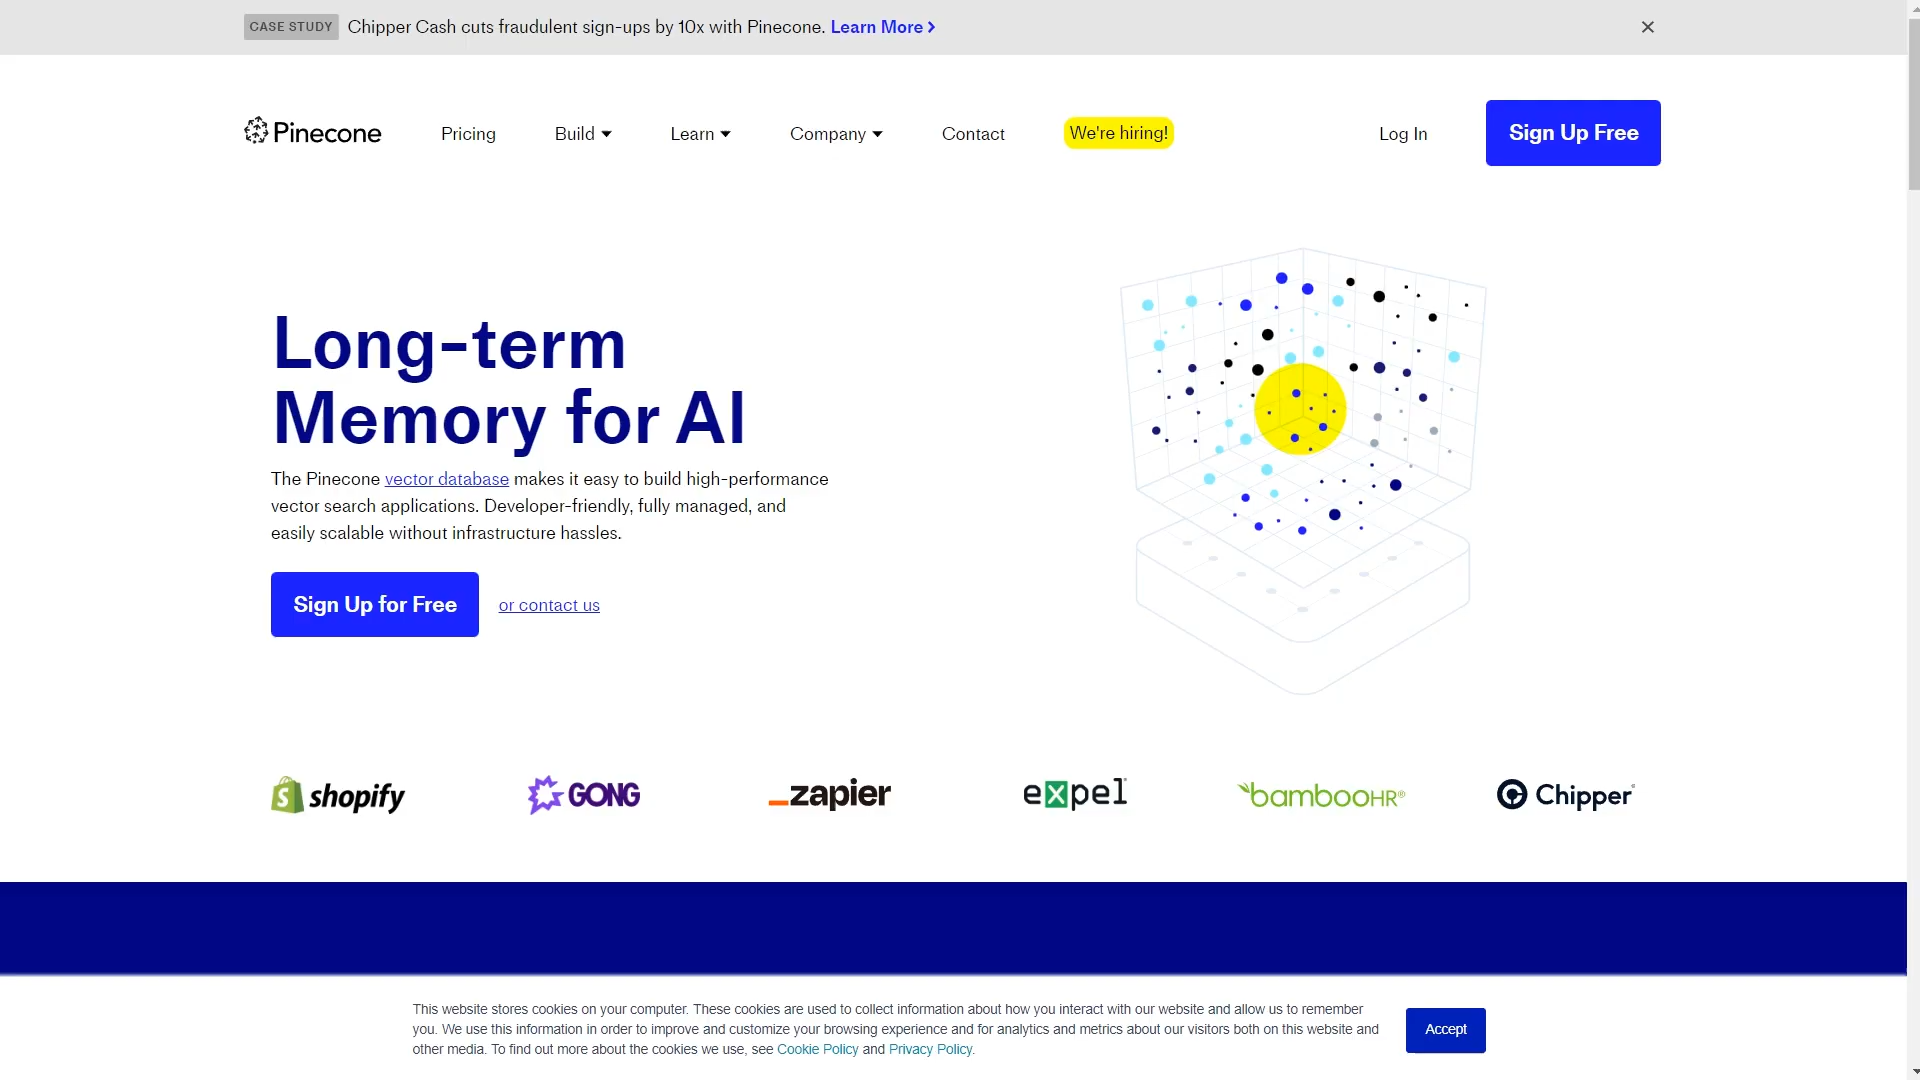 CASE STUDY Chipper Cash cuts fraudulent sign-ups by 10x with Pinecone. Learn More
Pinecone Pricing Build Learn Company Contact We're hiring! Log In Sign Up Free
Long-term
Memory for AI
The Pinecone vector database makes it easy to build high-performance
vector search applications. Developer-friendly, fully managed, and
easily scalable without infrastructure hassles.
Sign Up for Free or contact us
shopify GONG zapier expel bambooHR® Chipper
This website stores cookies on your computer. These cookies are used to collect information about how you interact with our website and allow us to remember
you. We use this information in order to improve and customize your browsing experience and for analytics and metrics about our visitors both on this website and
other media. To find out more about the cookies we use, see Cookie Policy and Privacy Policy.
Accept